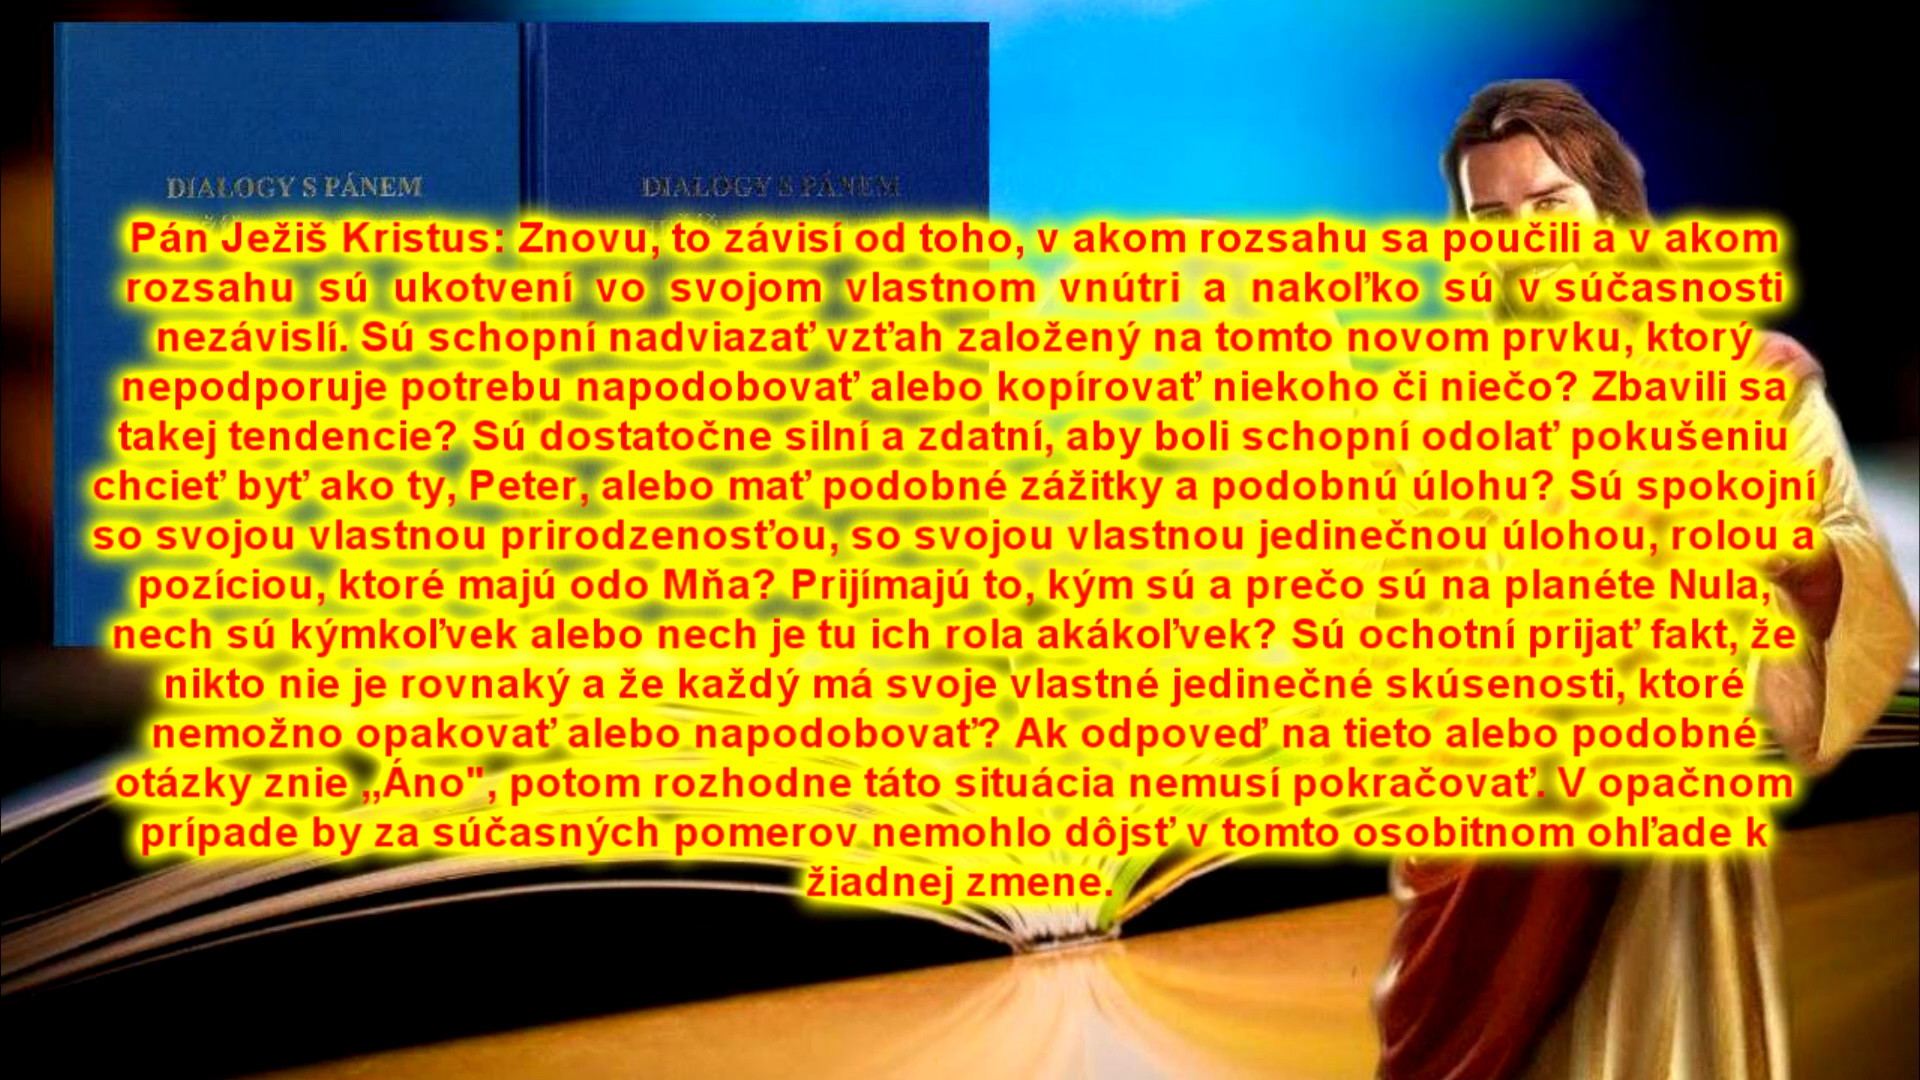 DIALOGY S PÁNEM
DIALOGY S PÁNEM
Pán Ježiš Kristus: Znovu, to závisí od toho, v akom rozsahu sa poučili a v akom
rozsahu sú ukotvení vo svojom vlastnom vnútri a nakoľko sú v súčasnosti
nezávislí. Sú schopní nadviazať vzťah založený na tomto novom prvku, ktorý
nepodporuje potrebu napodobovať alebo kopírovať niekoho či niečo? Zbavili sa
takej tendencie? Sú dostatočne silní a zdatní, aby boli schopní odolať pokušeniu
chcieť byť ako ty, Peter, alebo mať podobné zážitky a podobnú úlohu? Sú spokojní
so svojou vlastnou prirodzenosťou, so svojou vlastnou jedinečnou úlohou, rolou a
pozíciou, ktoré majú odo Mňa? Prijímajú to, kým sú a prečo sú na planéte Nula,
nech sú kýmkoľvek alebo nech je tu ich rola akákoľvek? Sú ochotní prijať fakt, že
nikto nie je rovnaký a že každý má svoje vlastné jedinečné skúsenosti, ktoré
nemožno opakovať alebo napodobovať? Ak odpoveď na tieto alebo podobné
otázky znie „Áno", potom rozhodne táto situácia nemusí pokračovať. V opačnom
prípade by za súčasných pomerov nemohlo dôjsť v tomto osobitnom ohľade k
žiadnej zmene.